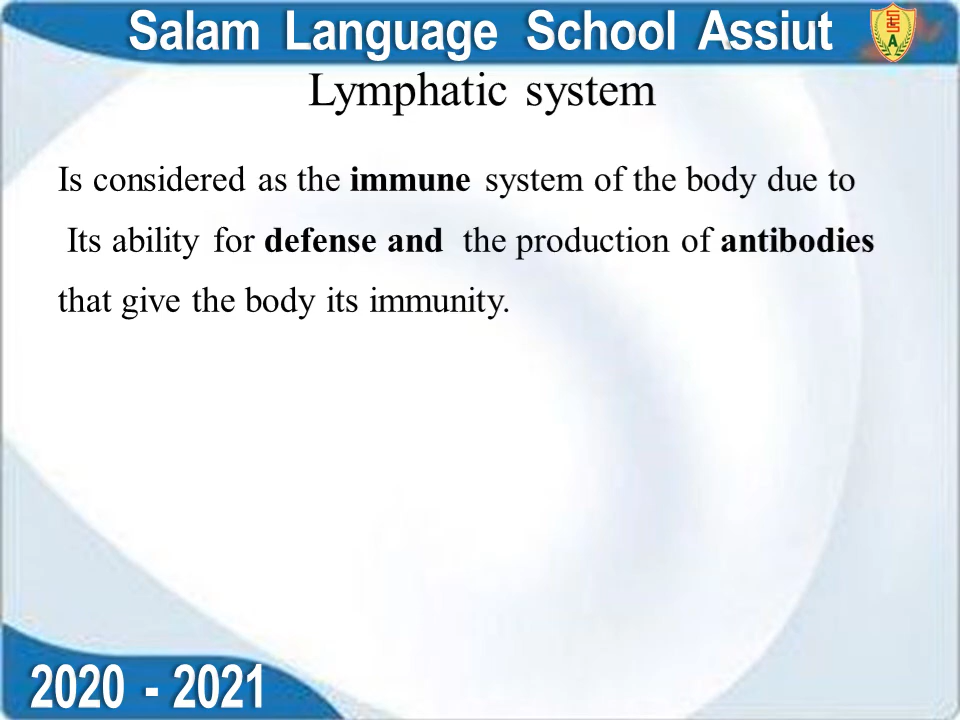 Salam Language School Assiut
Lymphatic system
Is considered as the immune system of the body due to
Its ability for defense and the production of antibodies
that give the body its immunity.
2020 - 2021